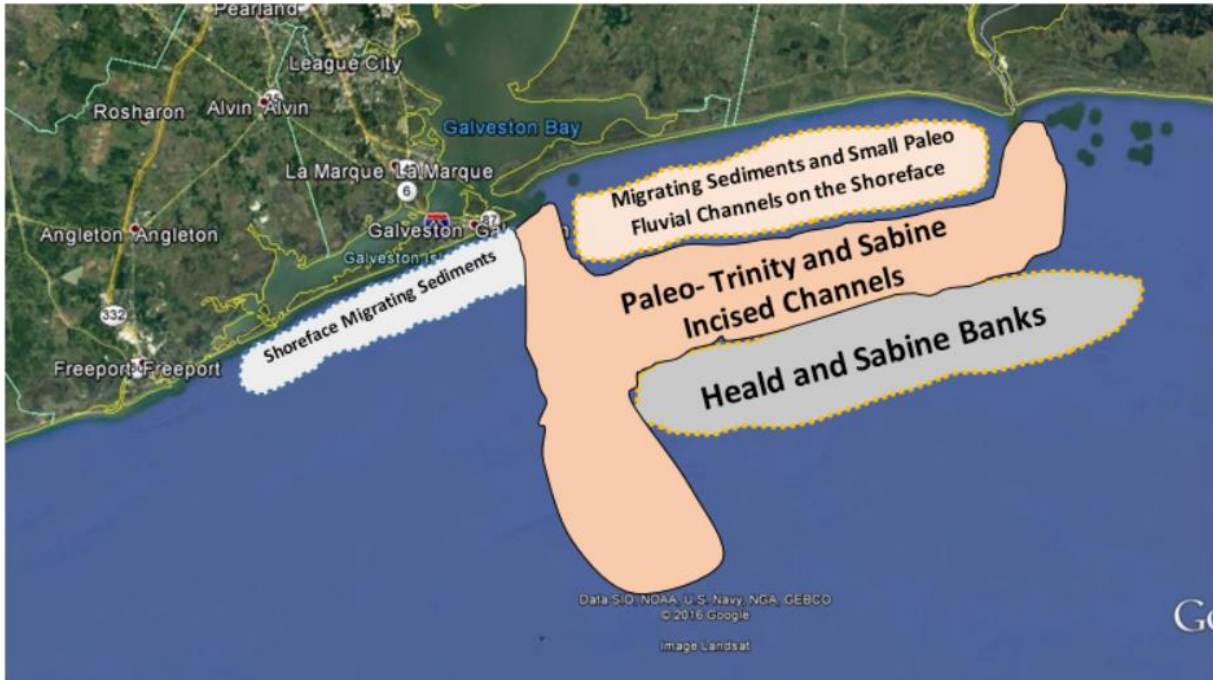 Pearland
League City
Rosharon
Alvin Alvin
Galveston Bay
La Marque La Marque
6
Angleton Angleton
Galveston
87
Galveston
332
Freeport Freeport
Shoreface Migrating Sediments
Migrating Sediments and Small Paleo
Fluvial Channels on the Shoreface
Paleo- Trinity and Sabine
Incised Channels
Heald and Sabine Banks
Data SIO, NOAA, U.S. Navy, NGA, GEBCO
© 2016 Google
Image Landsat